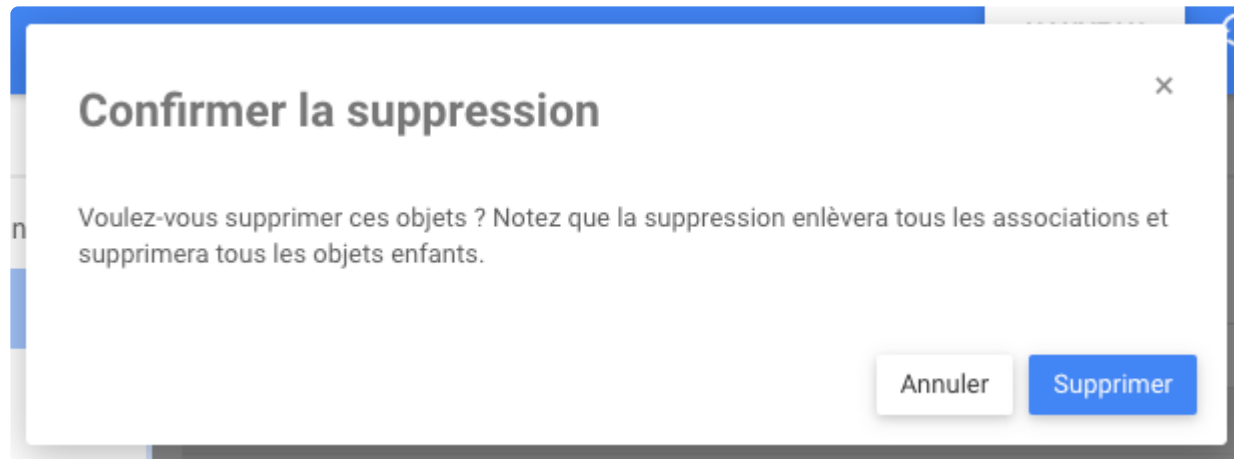 Confirmer la suppression
×
Voulez-vous supprimer ces objets ? Notez que la suppression enlèvera tous les associations et
supprimera tous les objets enfants.
Annuler
Supprimer